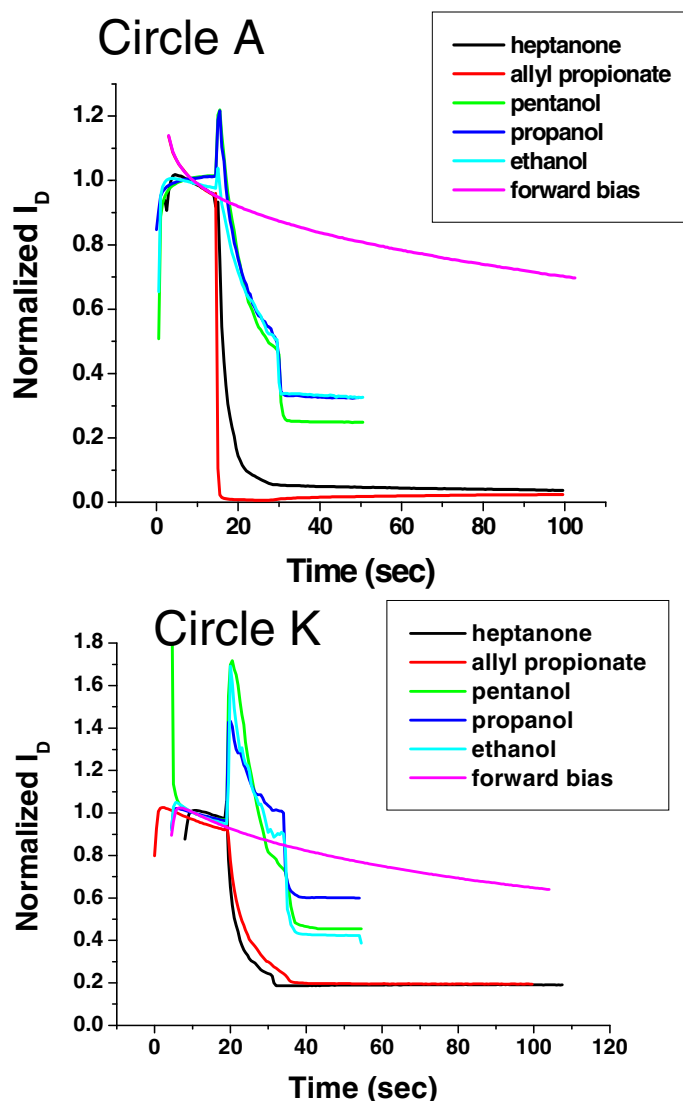 Circle A
heptanone
allyl propionate
pentanol
propanol
ethanol
forward bias
1.2
1.0
0.8
0.6
0.4
0.2
0.0
Normalized I_D
0 20 40 60 80 100
Time (sec)
Circle K
heptanone
allyl propionate
pentanol
propanol
ethanol
forward bias
1.8
1.6
1.4
1.2
1.0
0.8
0.6
0.4
0.2
0.0
Normalized I_D
0 20 40 60 80 100 120
Time (sec)